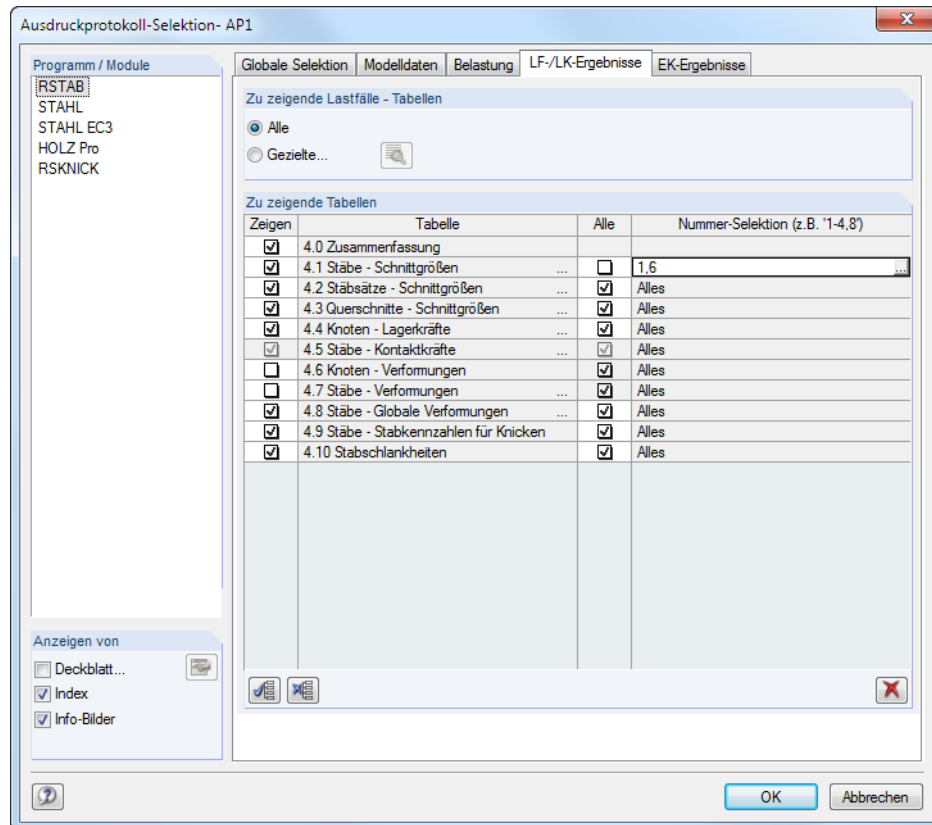 Ausdruckprotokoll-Selektion- AP1
Programm / Module
RSTAB
STAHL
STAHL EC3
HOLZ Pro
RSKNICK
Globale Selektion Modelldaten Belastung LF-/LK-Ergebnisse EK-Ergebnisse
Zu zeigende Lastfälle - Tabellen
Alle
Gezielte...
Zu zeigende Tabellen
Zeigen Tabelle Alle Nummer-Selektion (z.B. '1-4,8')
4.0 Zusammenfassung
4.1 Stäbe - Schnittgrößen ... 1,6 ...
4.2 Stäbsätze - Schnittgrößen ... Alles
4.3 Querschnitte - Schnittgrößen ... Alles
4.4 Knoten - Lagerkräfte ... Alles
4.5 Stäbe - Kontaktkräfte ... Alles
4.6 Knoten - Verformungen Alles
4.7 Stäbe - Verformungen ... Alles
4.8 Stäbe - Globale Verformungen ... Alles
4.9 Stäbe - Stabkennzahlen für Knicken Alles
4.10 Stabschlankheiten Alles
Anzeigen von
Deckblatt...
Index
Info-Bilder
OK Abbrechen